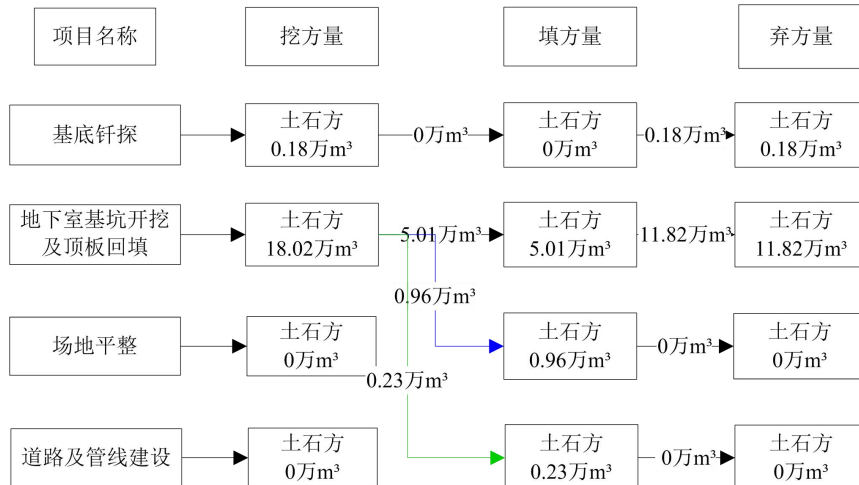 项目名称
挖方量
填方量
弃方量
基底钎探
土石方
0.18万m³
0万m³
土石方
0万m³
0.18万m³
土石方
0.18万m³
地下室基坑开挖
及顶板回填
土石方
18.02万m³
5.01万m³
土石方
5.01万m³
11.82万m³
土石方
11.82万m³
0.96万m³
场地平整
土石方
0万m³
土石方
0.96万m³
0万m³
土石方
0万m³
0.23万m³
道路及管线建设
土石方
0万m³
土石方
0.23万m³
0万m³
土石方
0万m³